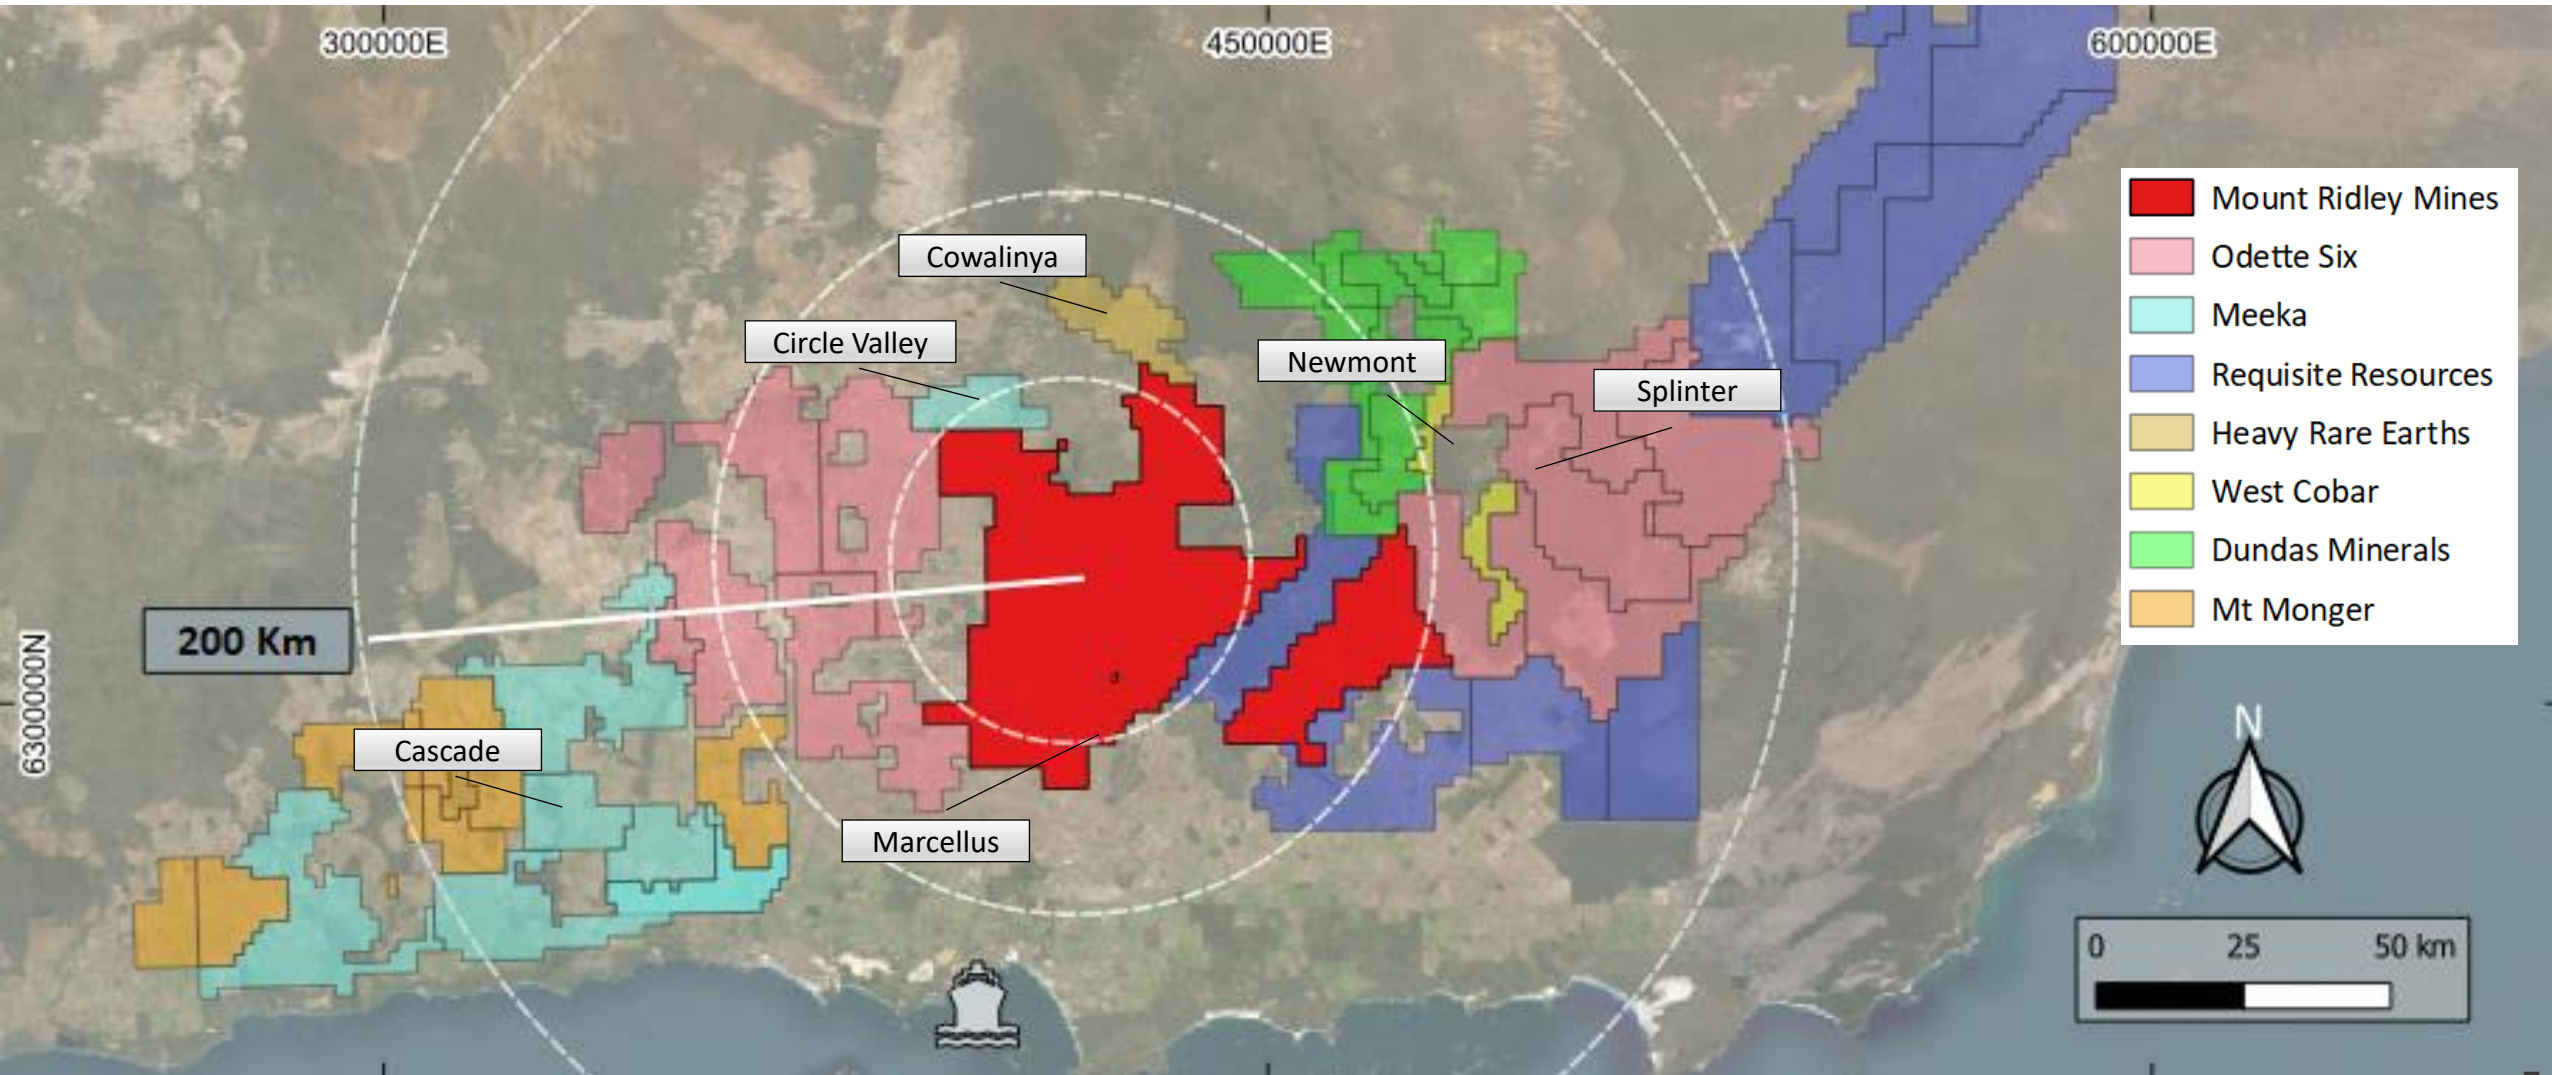 300000E
450000E
600000E
Mount Ridley Mines
Odette Six
Meeka
Requisite Resources
Heavy Rare Earths
West Cobar
Dundas Minerals
Mt Monger
Cowalinya
Circle Valley
Newmont
Splinter
200 Km
6300000N
Cascade
Marcellus
N
0 25 50 km